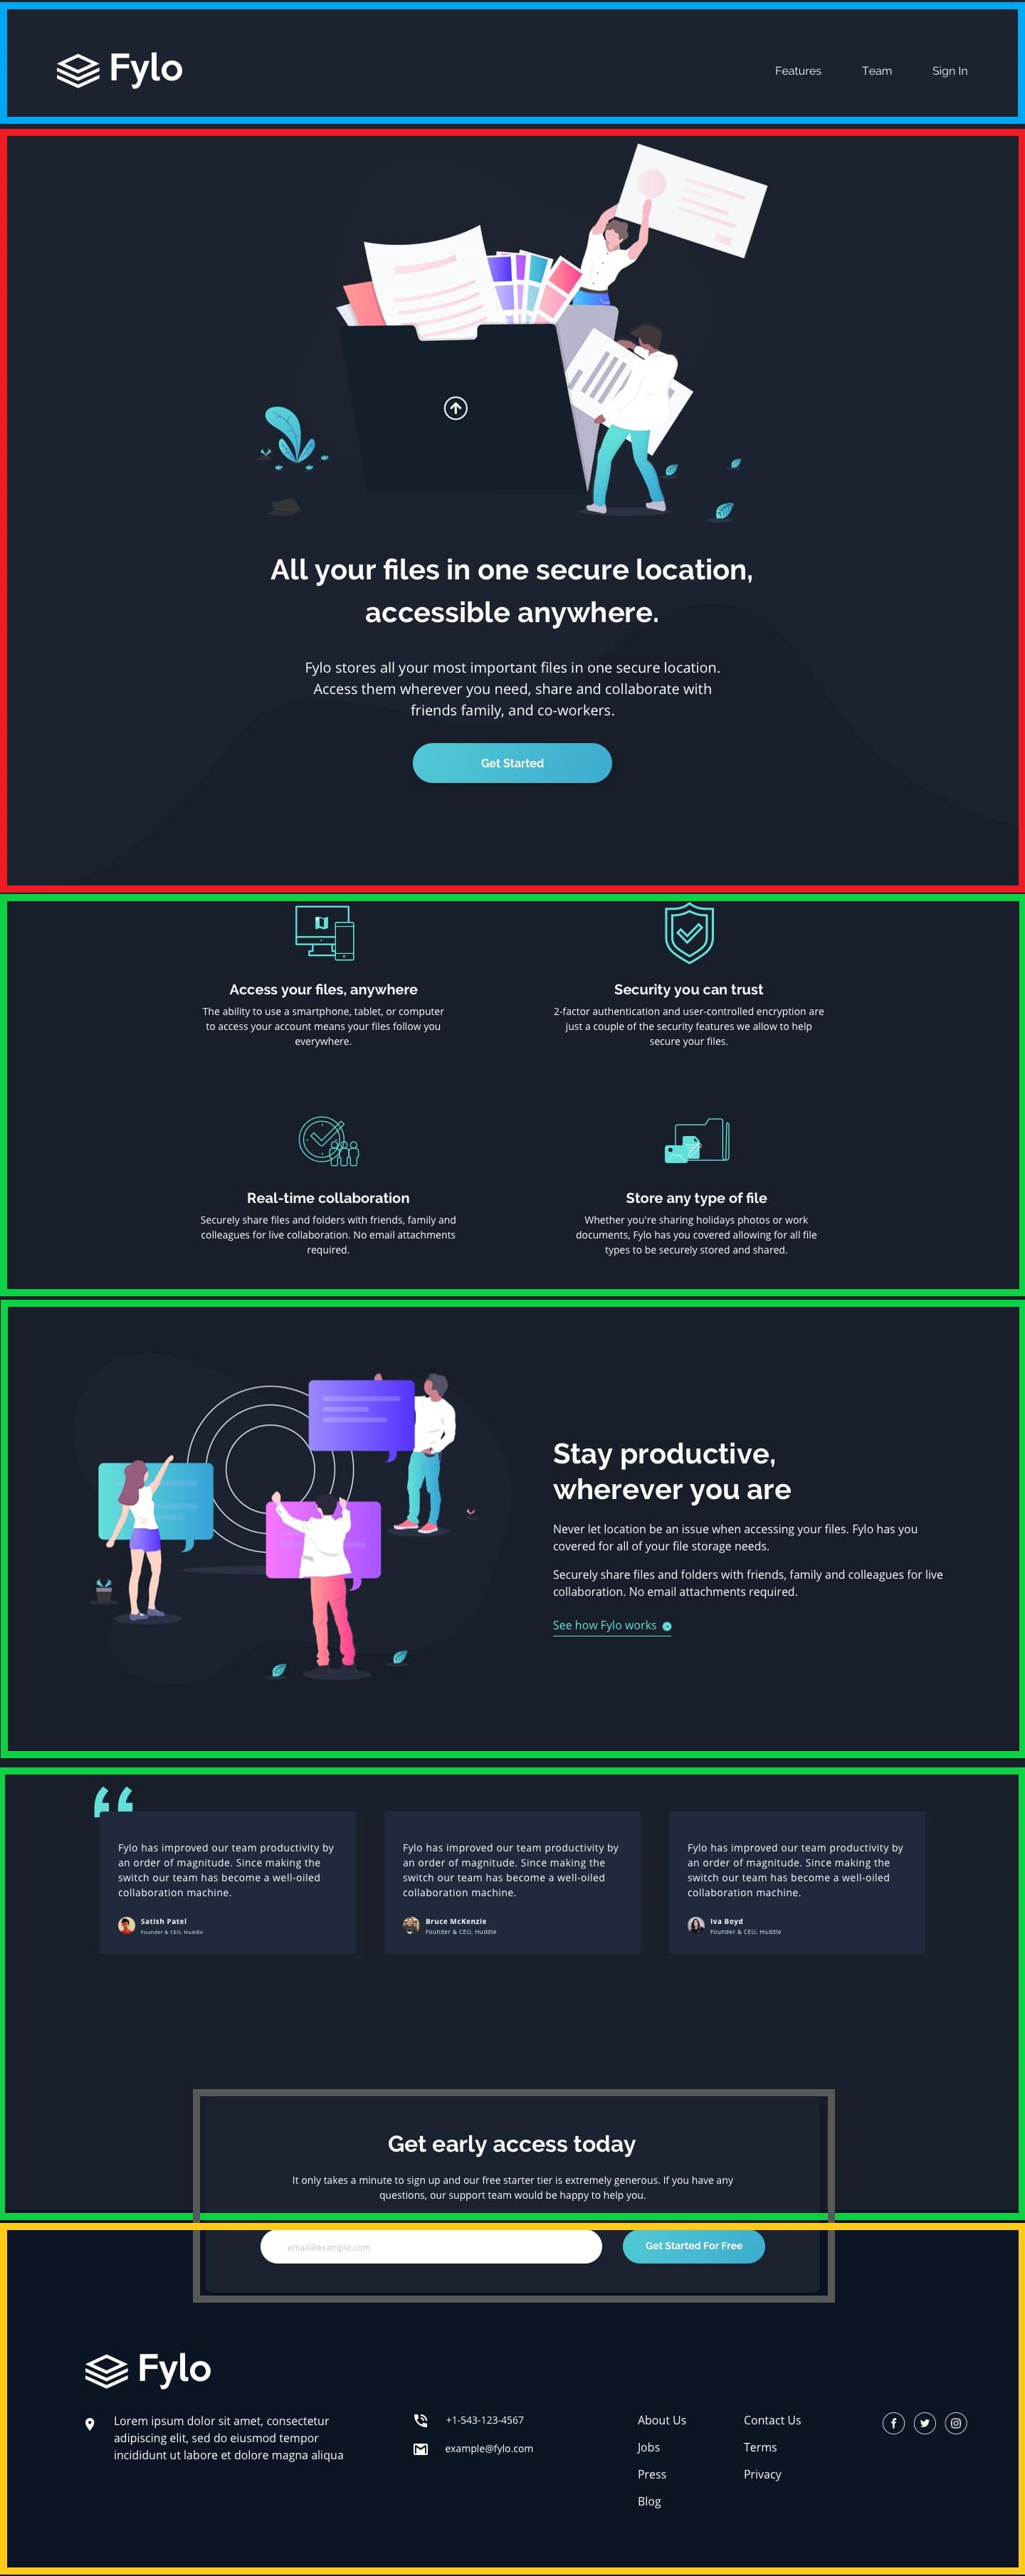 Fylo
Features Team Sign In
All your files in one secure location,
accessible anywhere.
Fylo stores all your most important files in one secure location.
Access them wherever you need, share and collaborate with
friends family, and co-workers.
Get Started
Access your files, anywhere
The ability to use a smartphone, tablet, or computer
to access your account means your files follow you
everywhere.
Security you can trust
2-factor authentication and user-controlled encryption are
just a couple of the security features we allow to help
secure your files.
Real-time collaboration
Securely share files and folders with friends, family and
colleagues for live collaboration. No email attachments
required.
Store any type of file
Whether you're sharing holidays photos or work
documents, Fylo has you covered allowing for all file
types to be securely stored and shared.
Stay productive,
wherever you are
Never let location be an issue when accessing your files. Fylo has you
covered for all of your file storage needs.
Securely share files and folders with friends, family and colleagues for live
collaboration. No email attachments required.
See how Fylo works
Fylo has improved our team productivity by
an order of magnitude. Since making the
switch our team has become a well-oiled
collaboration machine.
Satish Patel
Founder & CEO, Huddle
Fylo has improved our team productivity by
an order of magnitude. Since making the
switch our team has become a well-oiled
collaboration machine.
Bruce McKenzie
Founder & CEO, Huddle
Fylo has improved our team productivity by
an order of magnitude. Since making the
switch our team has become a well-oiled
collaboration machine.
Iva Boyd
Founder & CEO, Huddle
Get early access today
It only takes a minute to sign up and our free starter tier is extremely generous. If you have any
questions, our support team would be happy to help you.
email@example.com
Get Started For Free
Fylo
Lorem ipsum dolor sit amet, consectetur
adipiscing elit, sed do eiusmod tempor
incididunt ut labore et dolore magna aliqua
+1-543-123-4567
example@fylo.com
About Us
Jobs
Press
Blog
Contact Us
Terms
Privacy